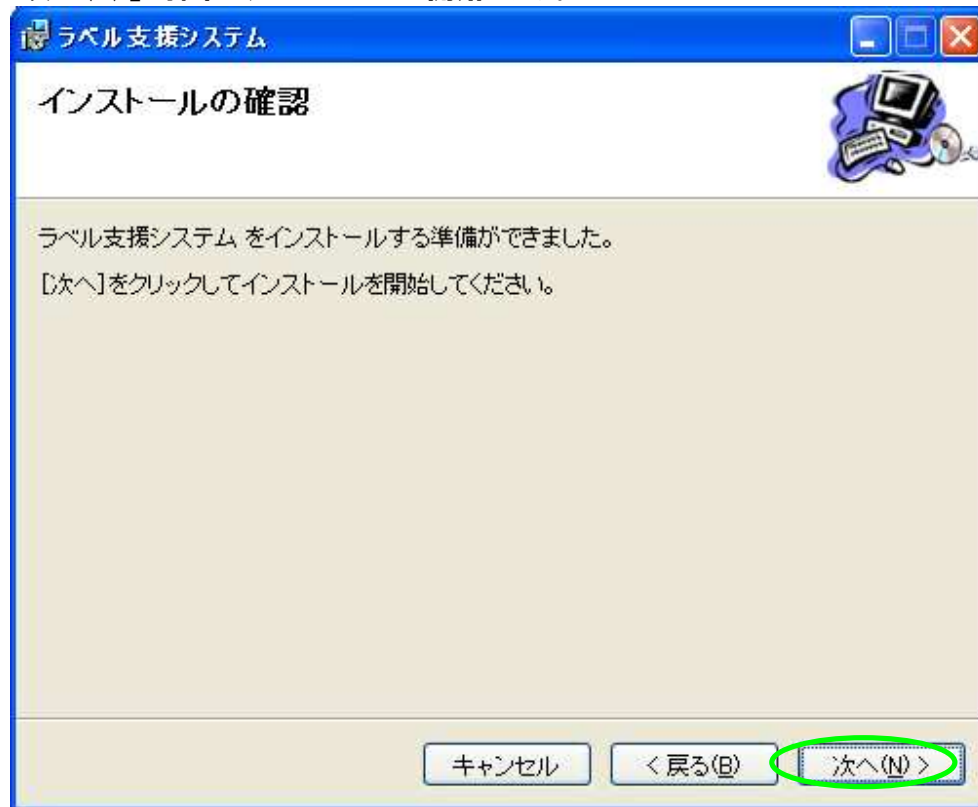 ラベル支援システム
インストールの確認
ラベル支援システム をインストールする準備ができました。
[次へ]をクリックしてインストールを開始してください。
キャンセル
< 戻る(B)
次へ(N) >